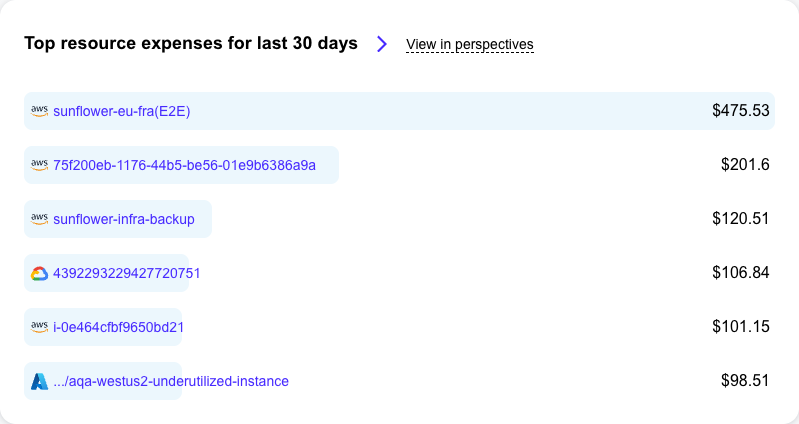 Top resource expenses for last 30 days View in perspectives
aws sunflower-eu-fra(E2E) $475.53
aws 75f200eb-1176-44b5-be56-01e9b6386a9a $201.6
aws sunflower-infra-backup $120.51
4392293229427720751 $106.84
aws i-0e464cfbf9650bd21 $101.15
.../aqa-westus2-underutilized-instance $98.51